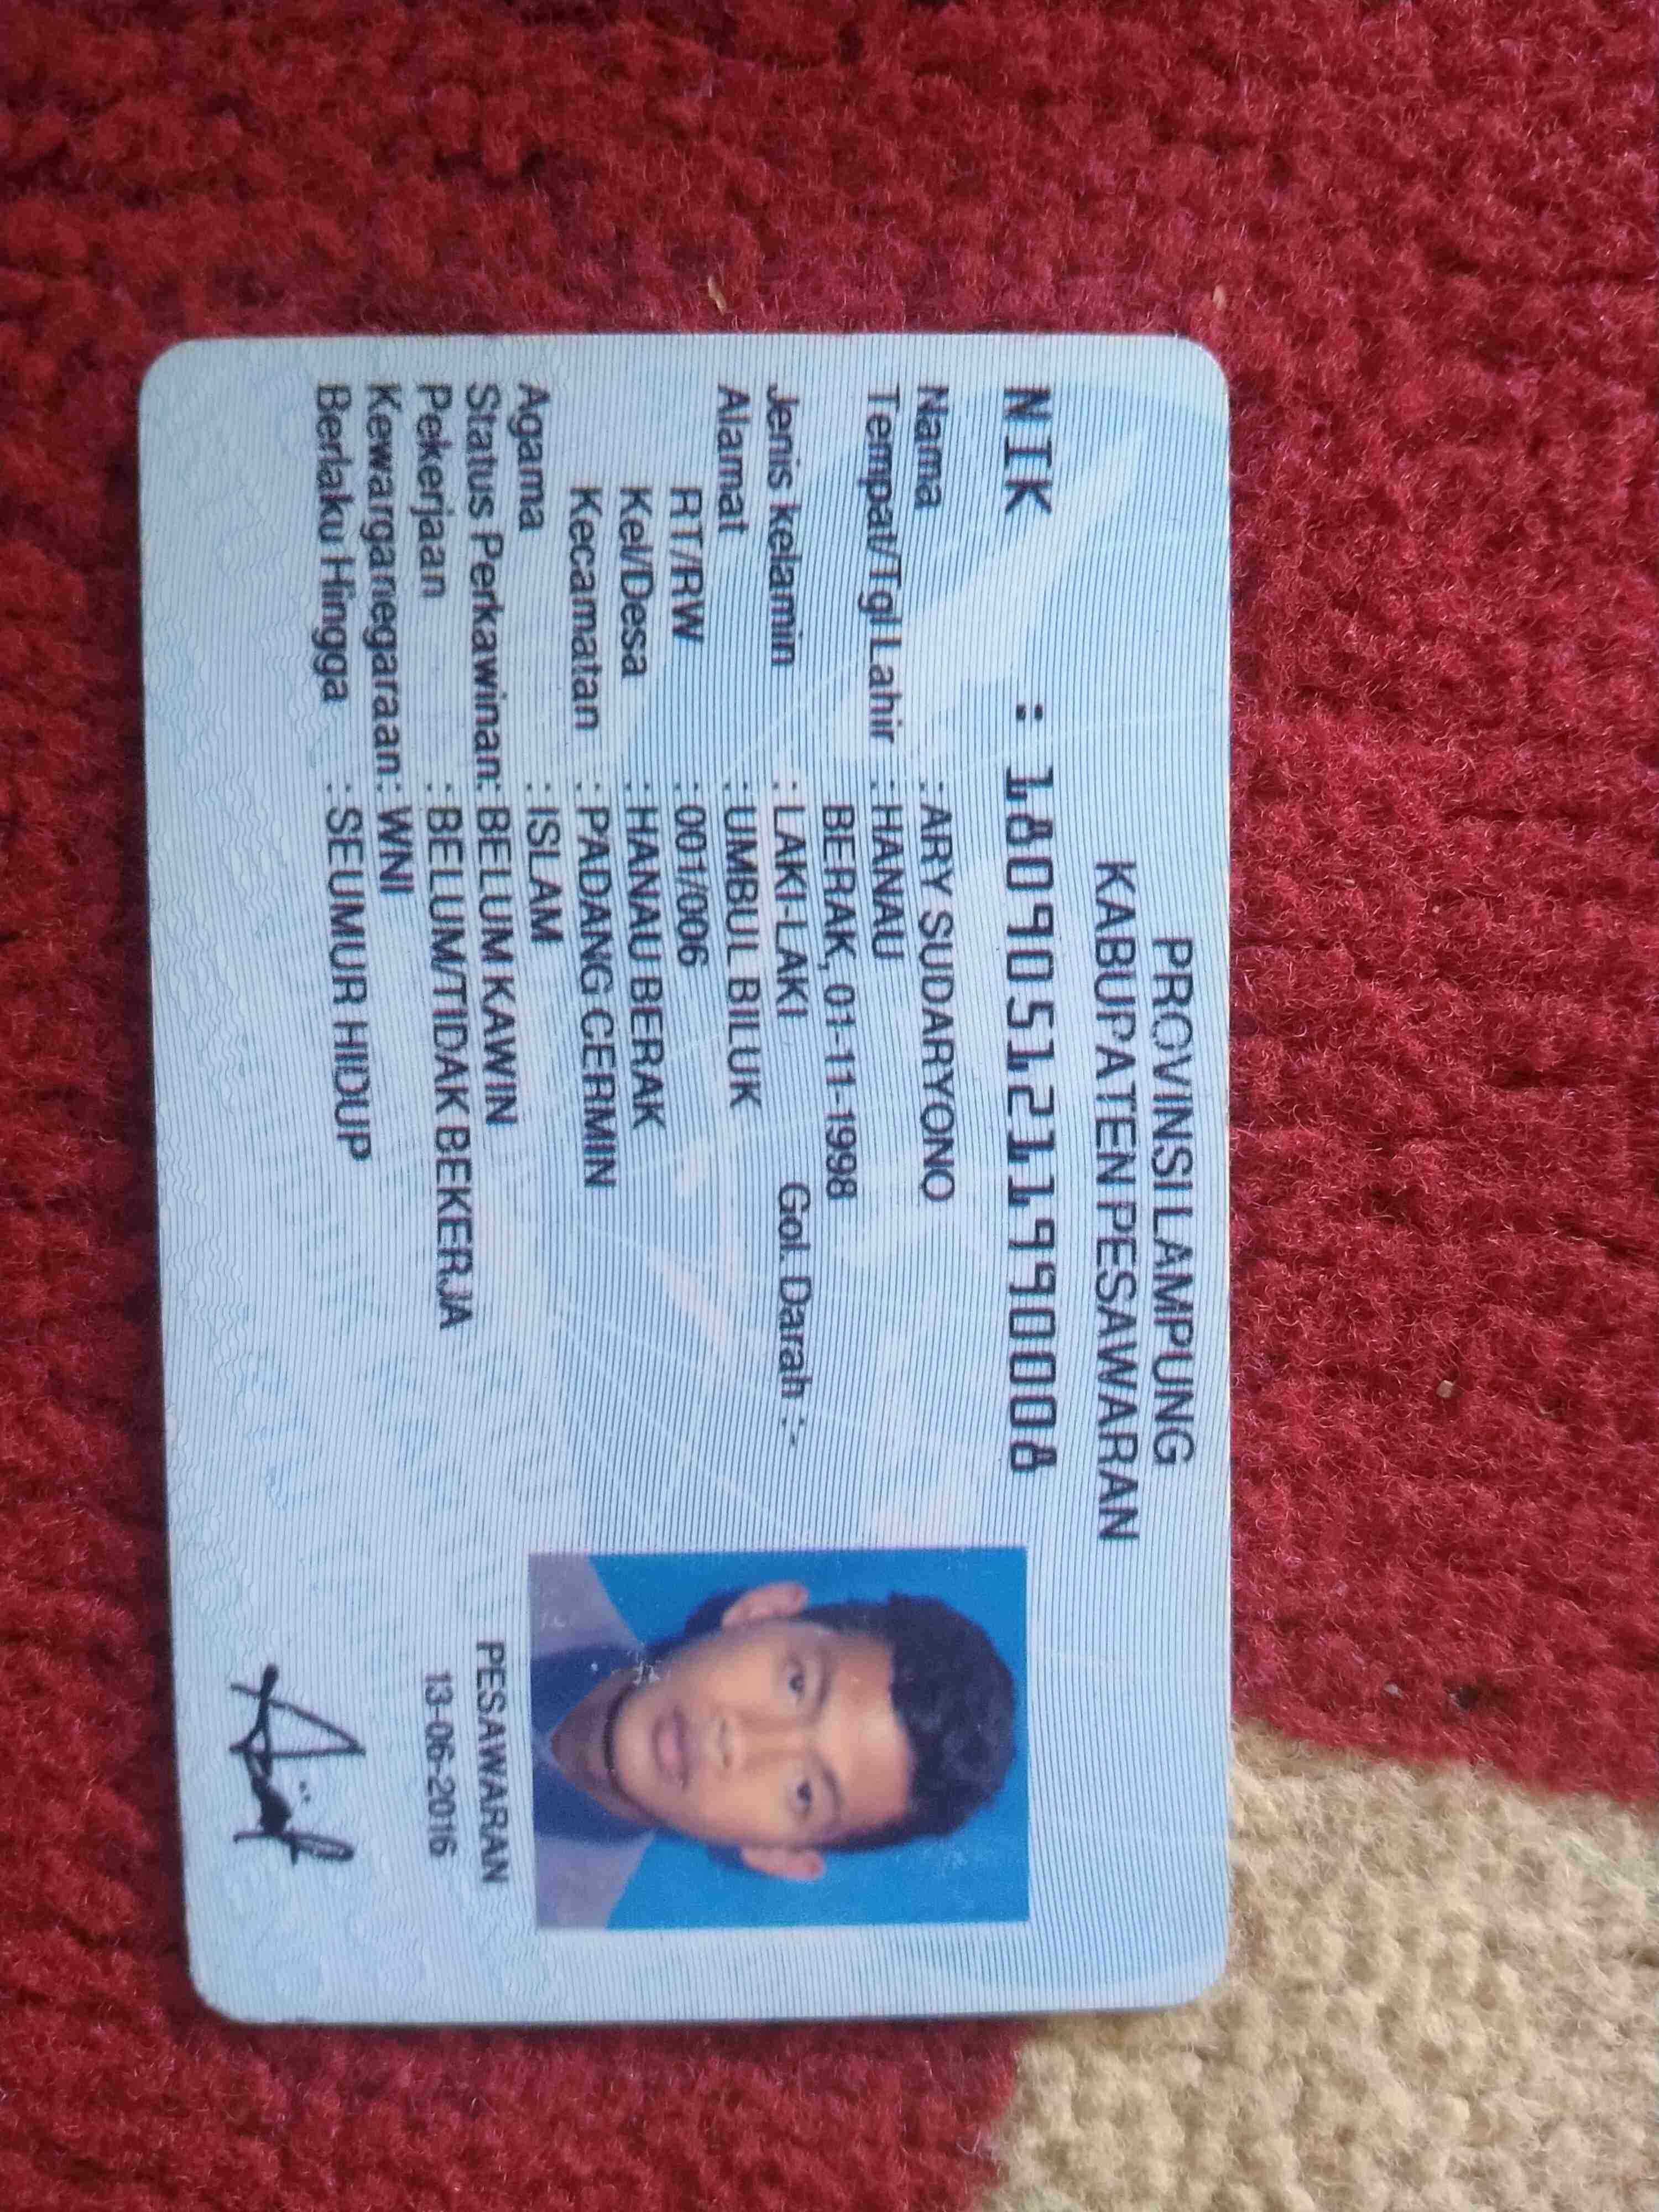 PROVINSI LAMPUNG
KABUPATEN PESAWARAN
NIK : 1809051211990008
Nama : ARY SUDARYONO
Tempat/Tgl Lahir : HANAU
BERAK, 01-11-1998
Jenis kelamin : LAKI-LAKI Gol. Darah : -
Alamat : UMBUL BILUK
RT/RW : 001/006
Kel/Desa : HANAU BERAK
Kecamatan : PADANG CERMIN
Agama : ISLAM
Status Perkawinan: BELUM KAWIN
Pekerjaan : BELUM/TIDAK BEKERJA
Kewarganegaraan: WNI
Berlaku Hingga : SEUMUR HIDUP
PESAWARAN
13-06-2016